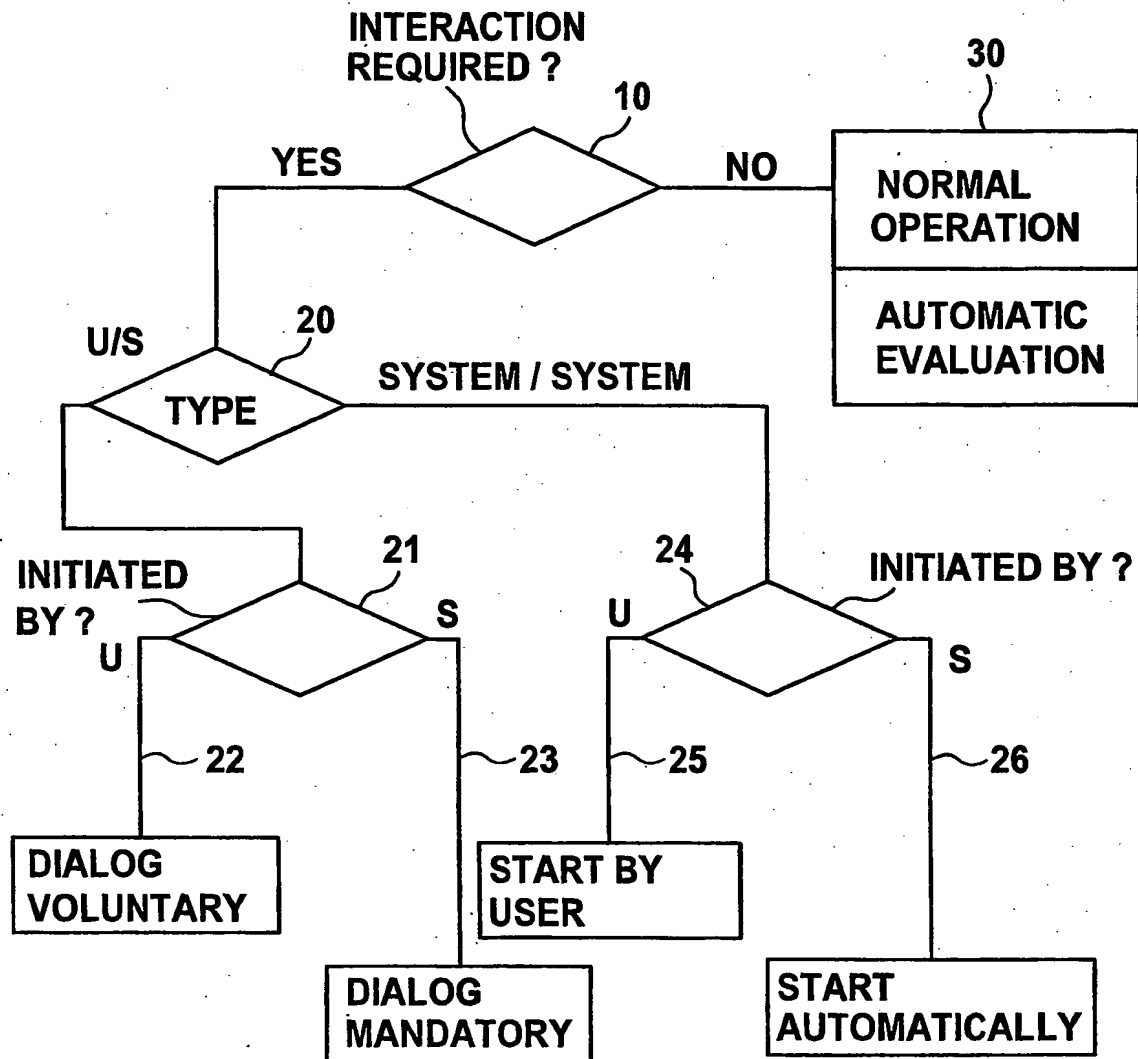 INTERACTION
REQUIRED ?
10
30
YES
NO
NORMAL
OPERATION
AUTOMATIC
EVALUATION
U/S
20
TYPE
SYSTEM / SYSTEM
INITIATED
BY ?
21
U
S
24
INITIATED BY ?
U
S
22
23
25
26
DIALOG
VOLUNTARY
START BY
USER
DIALOG
MANDATORY
START
AUTOMATICALLY